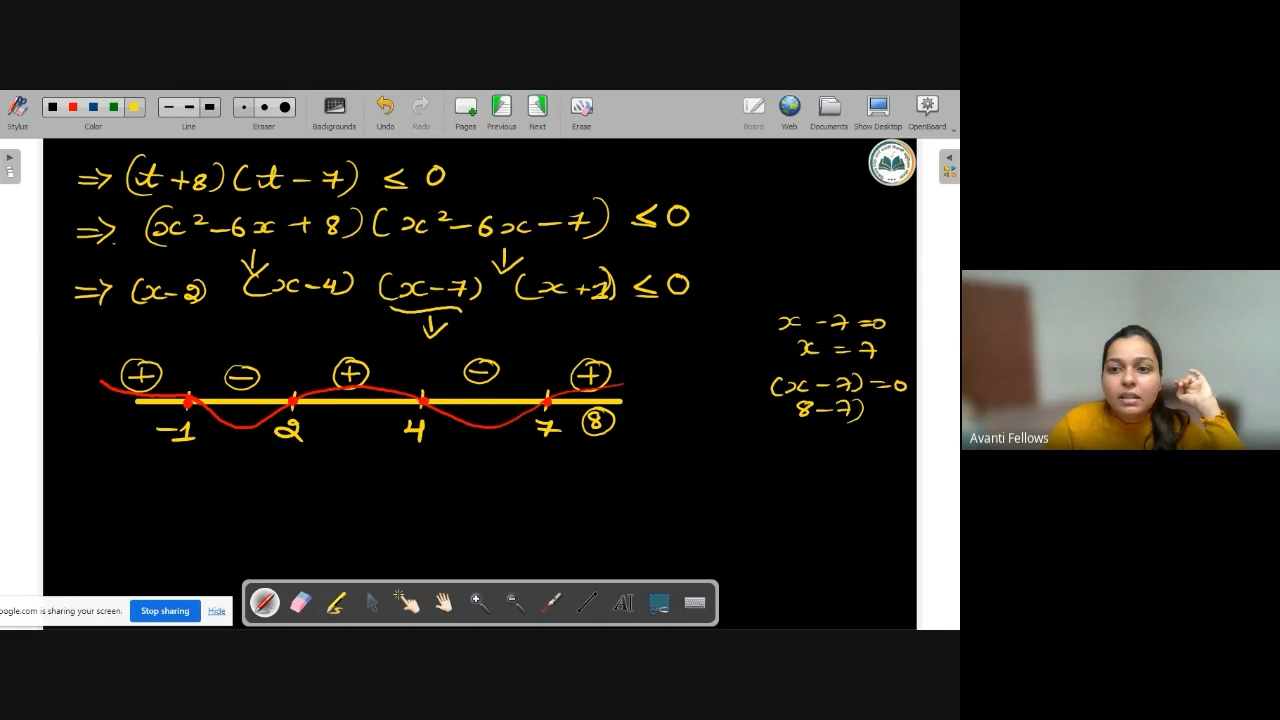 Stylus
Color
Line
Eraser
Backgrounds
Undo
Redo
Pages
Previous
Next
Erase
Board
Web
Documents
Show Desktop
OpenBoard
=> (t + 8) (t - 7) ≤ 0
=> (x² - 6x + 8) (x² - 6x - 7) ≤ 0
=> (x - 2) (x - 4) (x - 7) (x + 1) ≤ 0
+ - + - +
-1 2 4 7 8
x - 7 = 0
x = 7
(x - 7) = 0
8 - 7)
Avanti Fellows
oogle.com is sharing your screen.
Stop sharing
Hide
AI